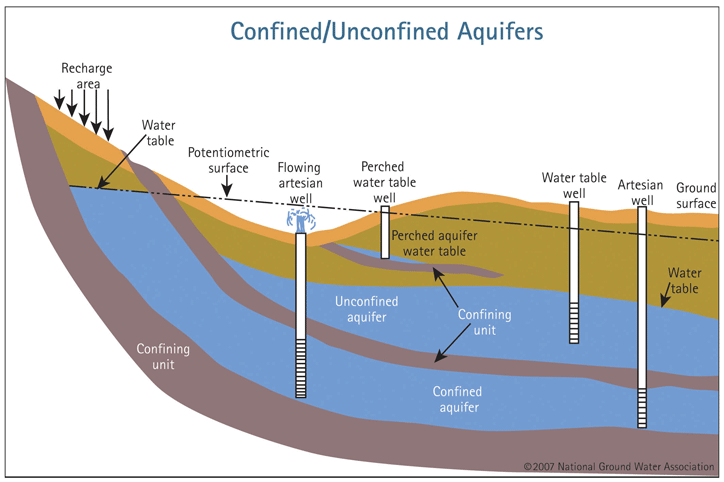 Confined/Unconfined Aquifers
Recharge
area
Water
table
Potentiometric
surface
Flowing
artesian
well
Perched
water table
well
Water table
well
Artesian
well
Ground
surface
Perched aquifer
water table
Water
table
Unconfined
aquifer
Confining
unit
Confining
unit
Confined
aquifer
©2007 National Ground Water Association